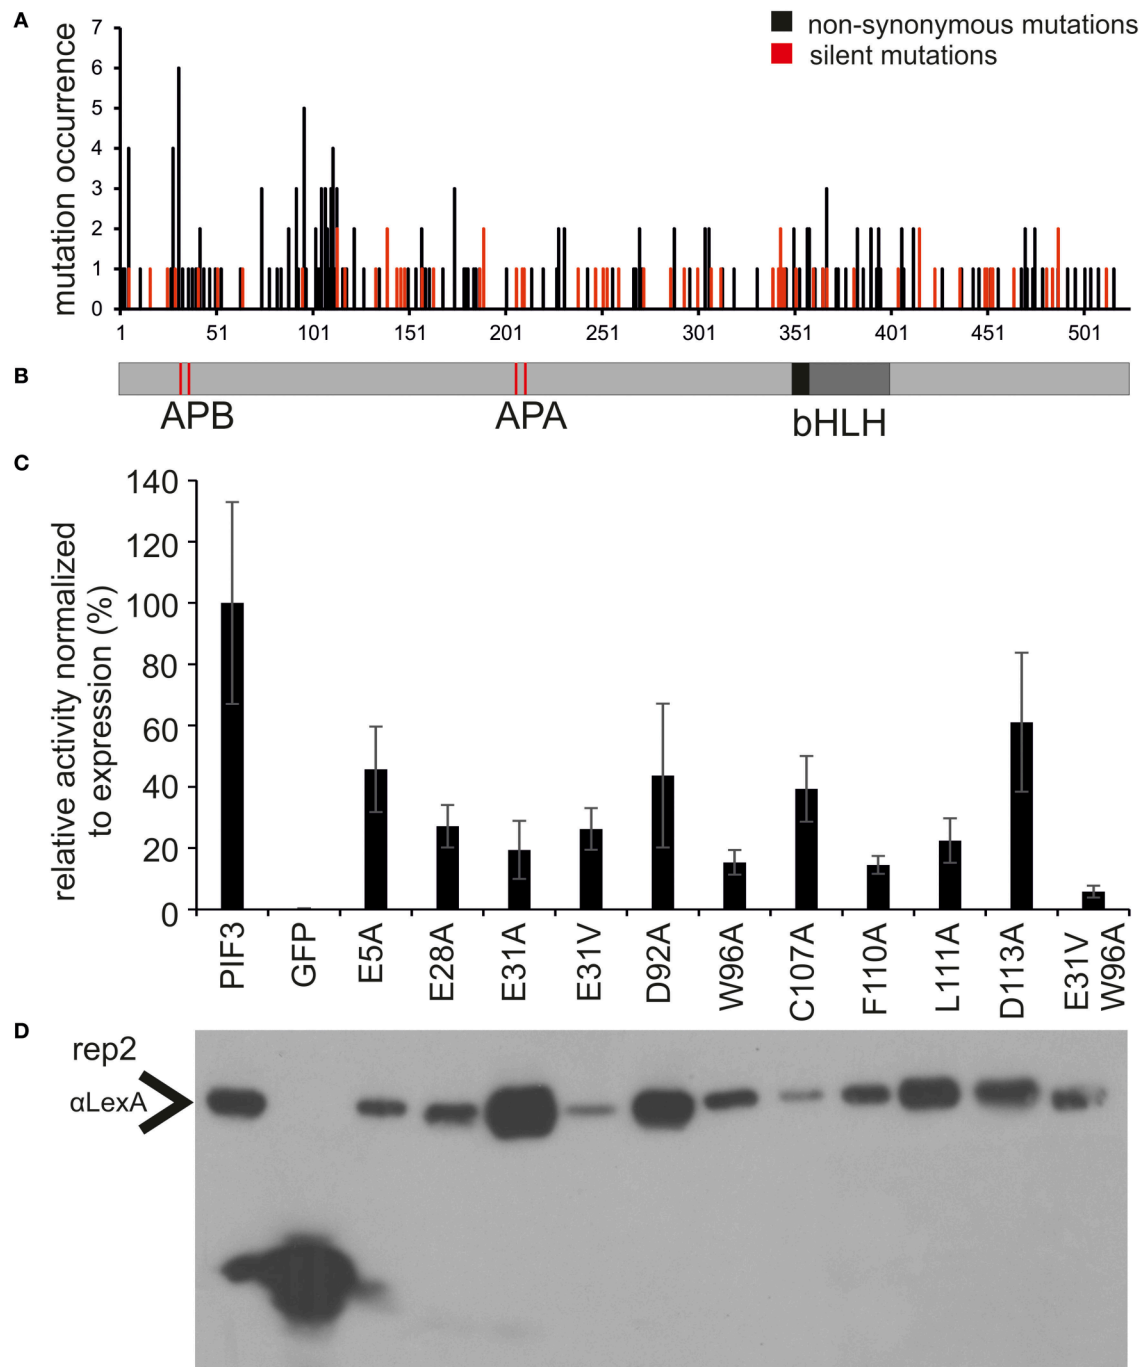 A
7
6
5
4
3
2
1
0
mutation occurrence
non-synonymous mutations
silent mutations
1 51 101 151 201 251 301 351 401 451 501
B
APB APA bHLH
C
140
120
100
80
60
40
20
0
relative activity normalized
to expression (%)
PIF3 GFP E5A E28A E31A E31V D92A W96A C107A F110A L111A D113A E31V
W96A
D
rep2
αLexA